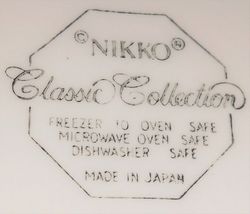 © NIKKO ®
Classic Collection
FREEZER TO OVEN SAFE
MICROWAVE OVEN SAFE
DISHWASHER SAFE
MADE IN JAPAN